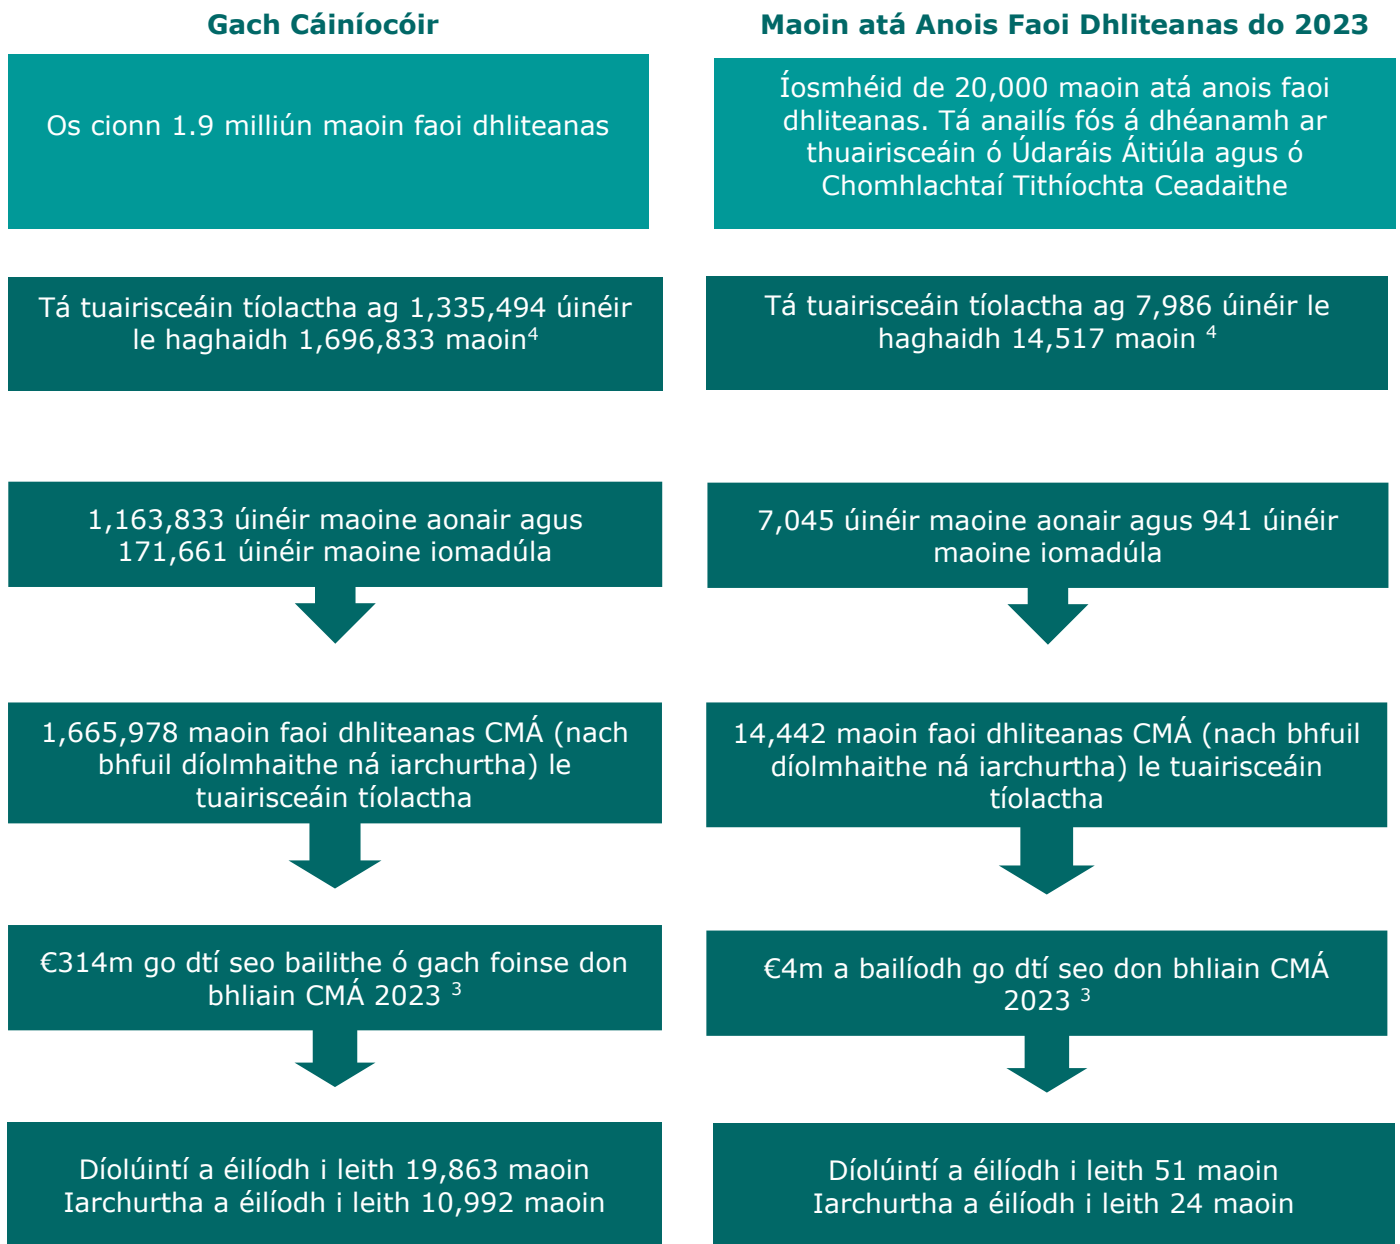 Gach Cáiníocóir
Os cionn 1.9 milliún maoin faoi dhliteanas
Tá tuairisceáin tíolactha ag 1,335,494 úinéir
le haghaidh 1,696,833 maoin⁴
1,163,833 úinéir maoine aonair agus
171,661 úinéir maoine iomadúla
1,665,978 maoin faoi dhliteanas CMÁ (nach
bhfuil díolmhaithe ná iarchurtha) le
tuairisceáin tíolactha
€314m go dtí seo bailithe ó gach foinse don
bhliain CMÁ 2023 ³
Díolúintí a éilíodh i leith 19,863 maoin
Iarchurtha a éilíodh i leith 10,992 maoin
Maoin atá Anois Faoi Dhliteanas do 2023
Íosmhéid de 20,000 maoin atá anois faoi
dhliteanas. Tá anailís fós á dhéanamh ar
thuairisceáin ó Údaráis Áitiúla agus ó
Chomhlachtaí Tithíochta Ceadaithe
Tá tuairisceáin tíolactha ag 7,986 úinéir le
haghaidh 14,517 maoin ⁴
7,045 úinéir maoine aonair agus 941 úinéir
maoine iomadúla
14,442 maoin faoi dhliteanas CMÁ (nach bhfuil
díolmhaithe ná iarchurtha) le tuairisceáin
tíolactha
€4m a bailíodh go dtí seo don bhliain CMÁ
2023 ³
Díolúintí a éilíodh i leith 51 maoin
Iarchurtha a éilíodh i leith 24 maoin